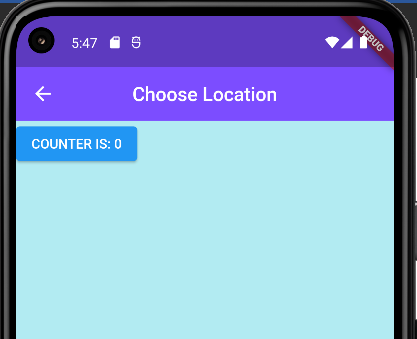 5:47
DEBUG
Choose Location
COUNTER IS: 0